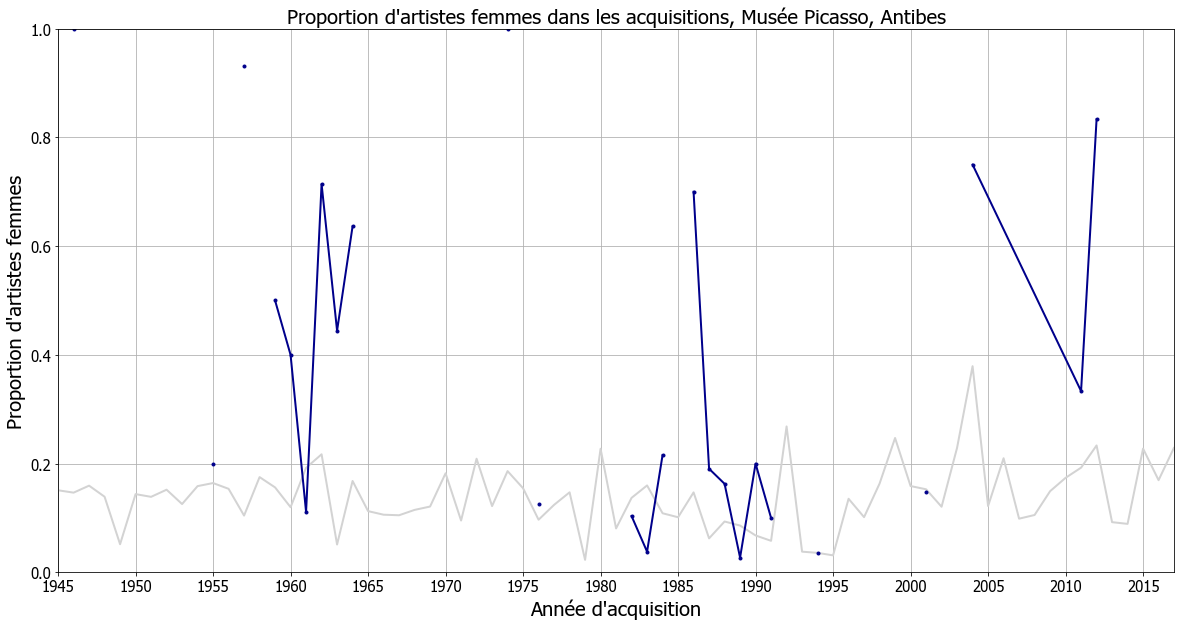 Proportion d'artistes femmes dans les acquisitions, Musée Picasso, Antibes
1.0
0.8
0.6
0.4
0.2
0.0
Proportion d'artistes femmes
1945 1950 1955 1960 1965 1970 1975 1980 1985 1990 1995 2000 2005 2010 2015
Année d'acquisition